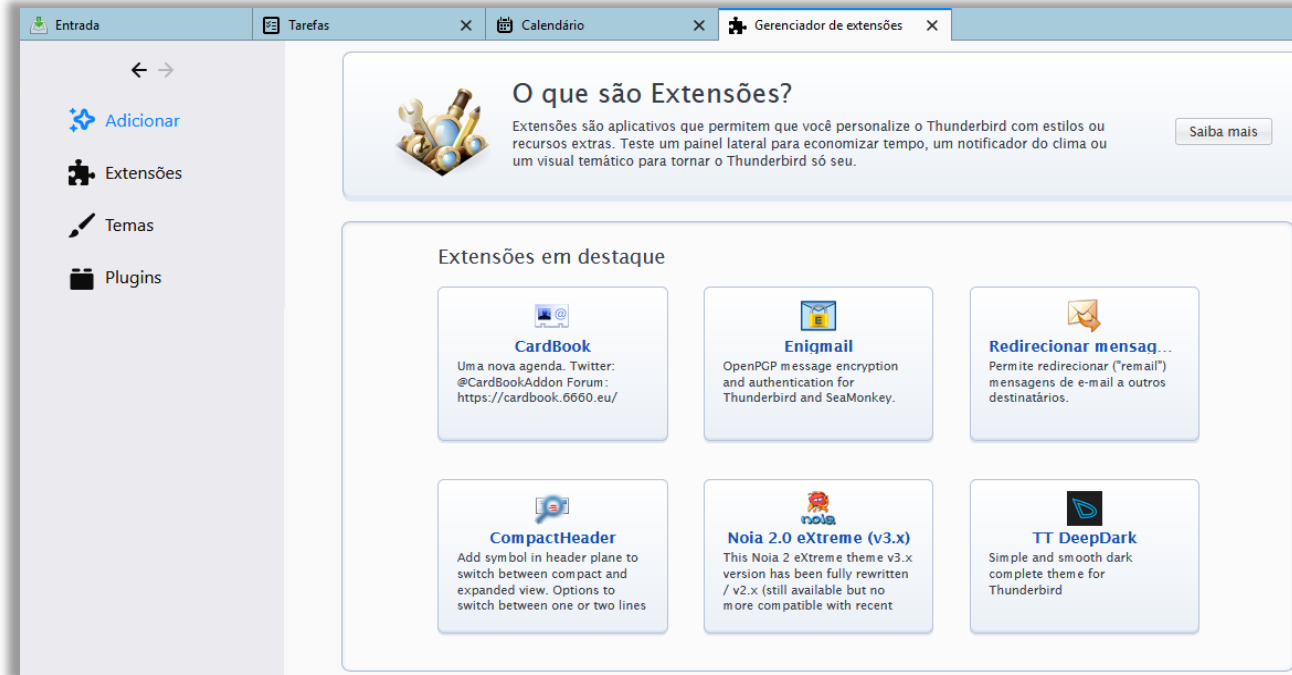 Entrada
Tarefas
Calendário
Gerenciador de extensões
Adicionar
Extensões
Temas
Plugins
O que são Extensões?
Extensões são aplicativos que permitem que você personalize o Thunderbird com estilos ou
recursos extras. Teste um painel lateral para economizar tempo, um notificador do clima ou
um visual temático para tornar o Thunderbird só seu.
Saiba mais
Extensões em destaque
CardBook
Uma nova agenda. Twitter:
@CardBookAddon Forum:
https://cardbook.6660.eu/
Enigmail
OpenPGP message encryption
and authentication for
Thunderbird and SeaMonkey.
Redirecionar mensag...
Permite redirecionar ("remail")
mensagens de e-mail a outros
destinatários.
CompactHeader
Add symbol in header plane to
switch between compact and
expanded view. Options to
switch between one or two lines
noia
Noia 2.0 eXtreme (v3.x)
This Noia 2 eXtreme theme v3.x
version has been fully rewritten
/ v2.x (still available but no
more compatible with recent
TT DeepDark
Simple and smooth dark
complete theme for
Thunderbird